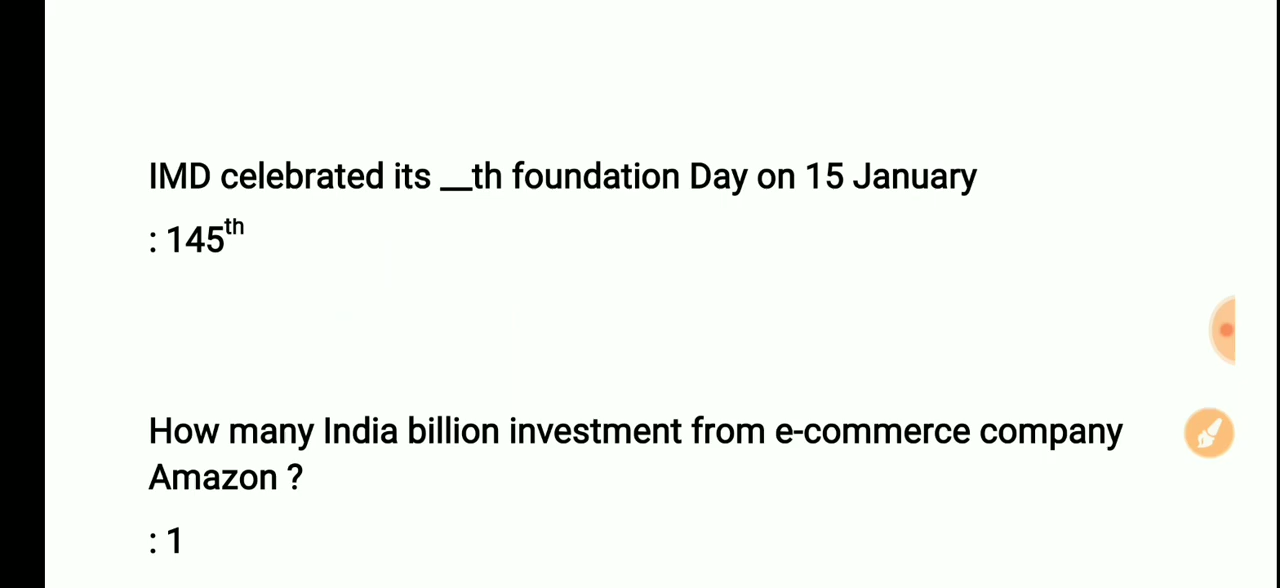 IMD celebrated its __th foundation Day on 15 January
: 145th
How many India billion investment from e-commerce company
Amazon ?
: 1